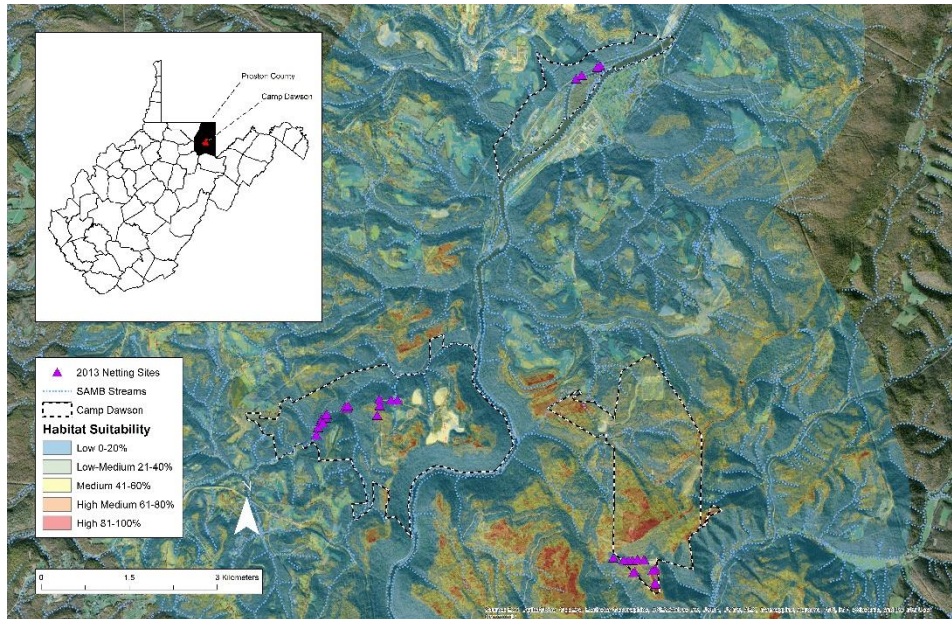 Preston County
Camp Dawson
2013 Netting Sites
SAMB Streams
Camp Dawson
Habitat Suitability
Low 0-20%
Low-Medium 21-40%
Medium 41-60%
High Medium 61-80%
High 81-100%
N
0 1.5 3 Kilometers